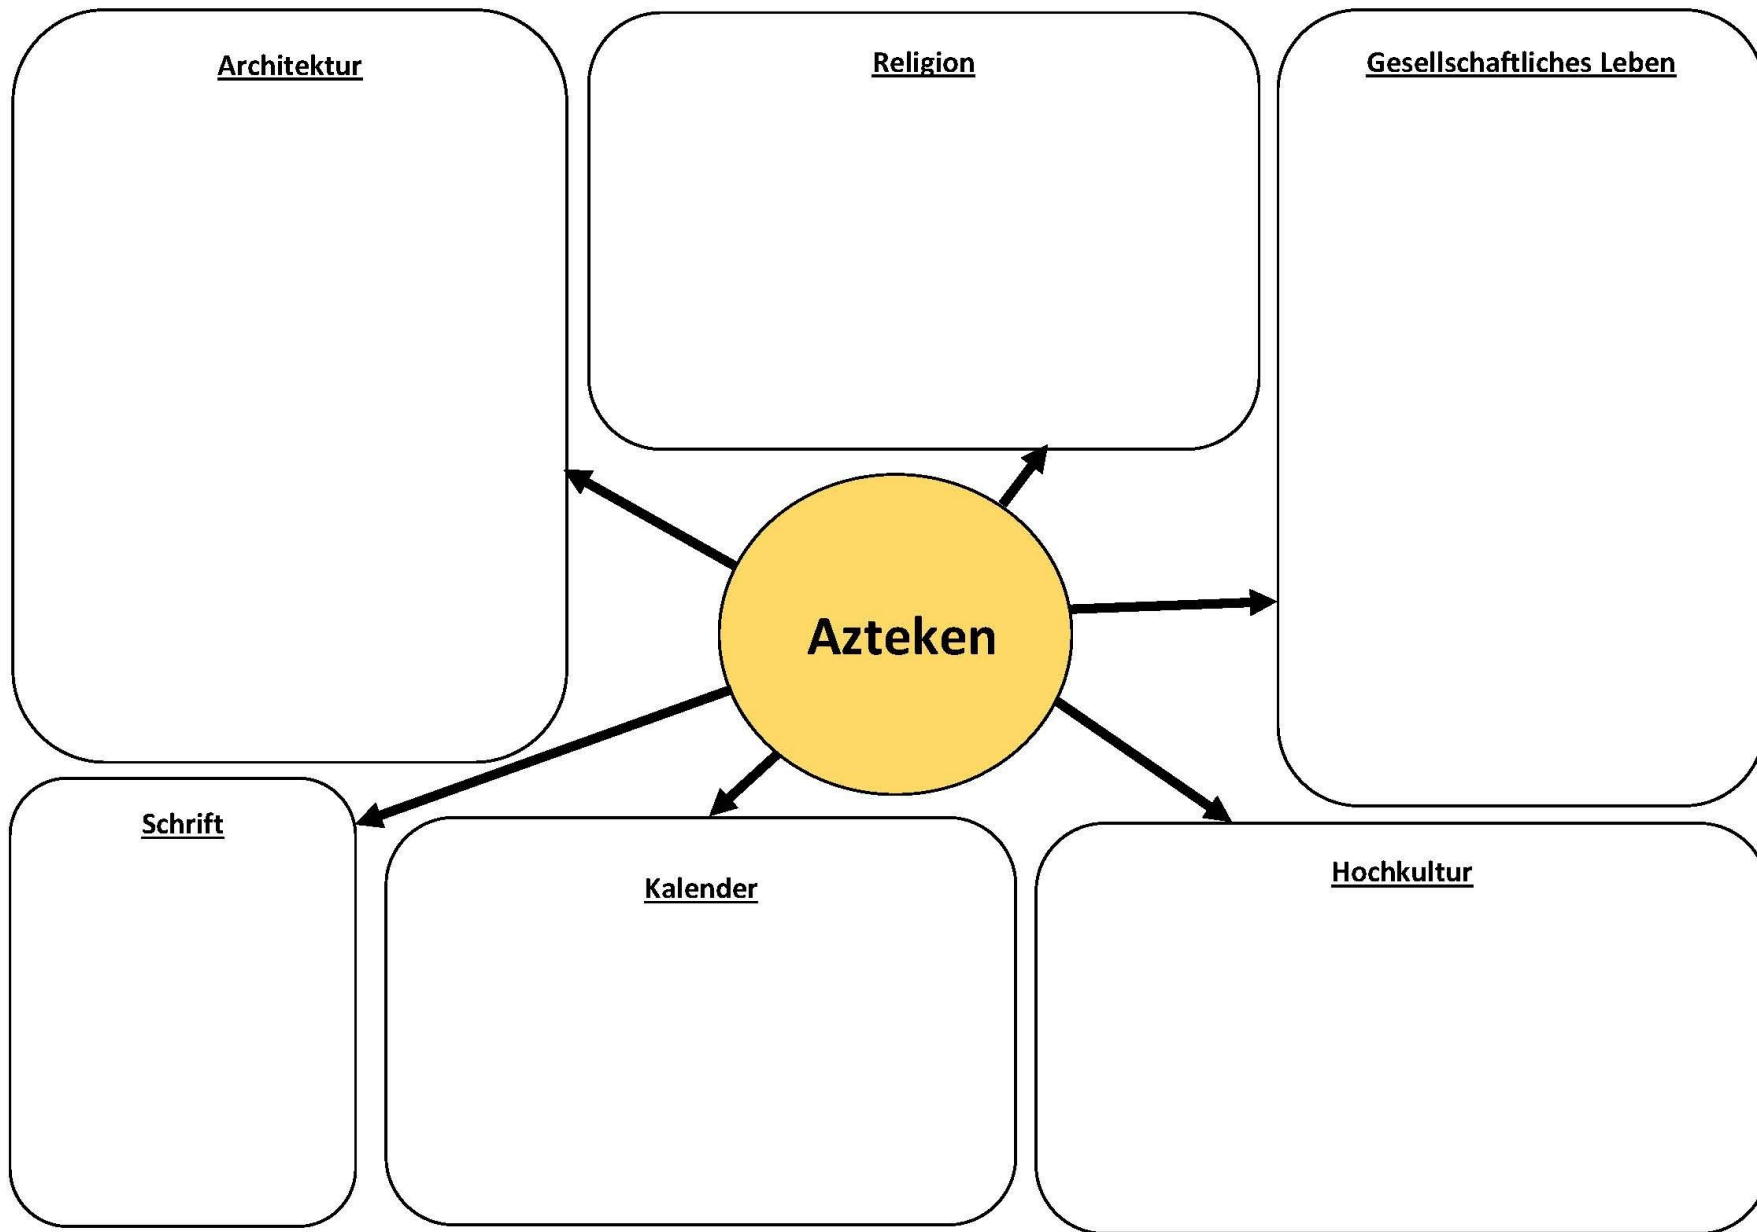 Architektur
Religion
Gesellschaftliches Leben
Azteken
Schrift
Kalender
Hochkultur